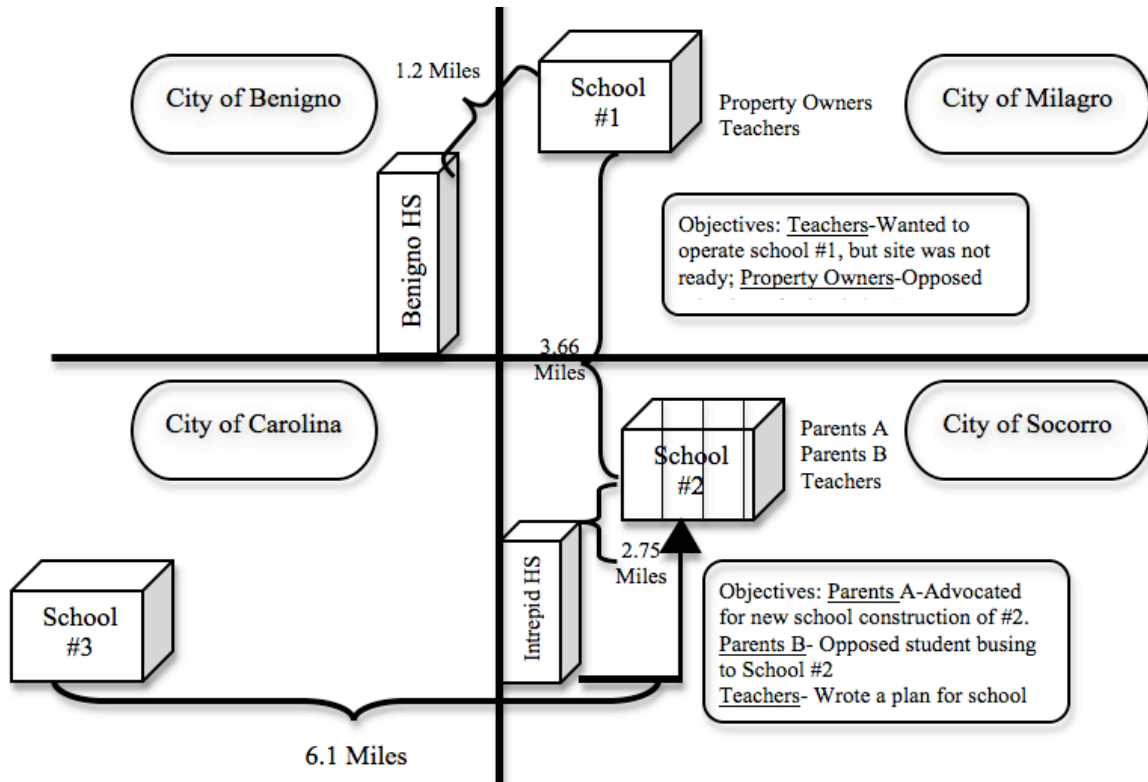 1.2 Miles
City of Benigno
School
#1
Property Owners
Teachers
City of Milagro
Benigno HS
Objectives: Teachers-Wanted to
operate school #1, but site was not
ready; Property Owners-Opposed
3.66
Miles
City of Carolina
School
#2
Parents A
Parents B
Teachers
City of Socorro
Intrepid HS
2.75
Miles
School
#3
Objectives: Parents A-Advocated
for new school construction of #2.
Parents B- Opposed student busing
to School #2
Teachers- Wrote a plan for school
6.1 Miles